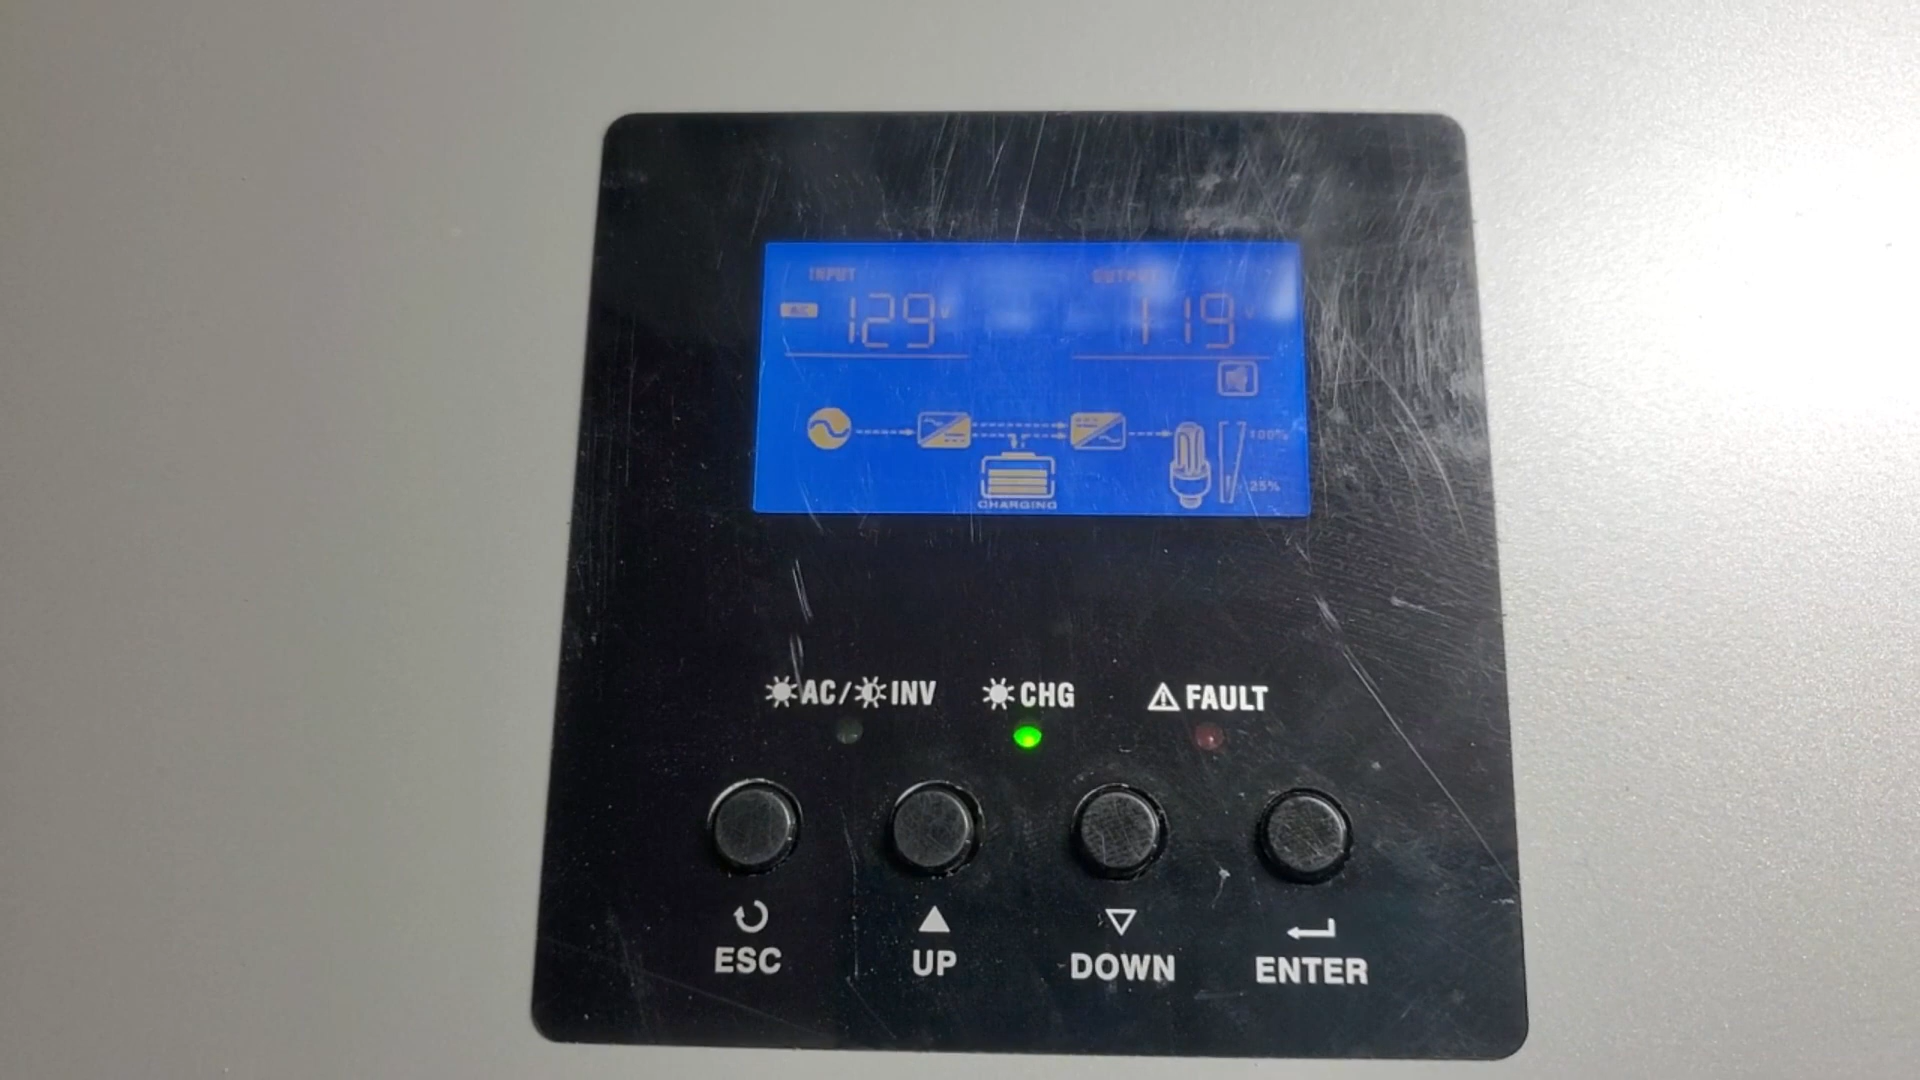 INPUT OUTPUT
AC 129V 119V
100%
25%
CHARGING
AC/ INV CHG FAULT
ESC UP DOWN ENTER